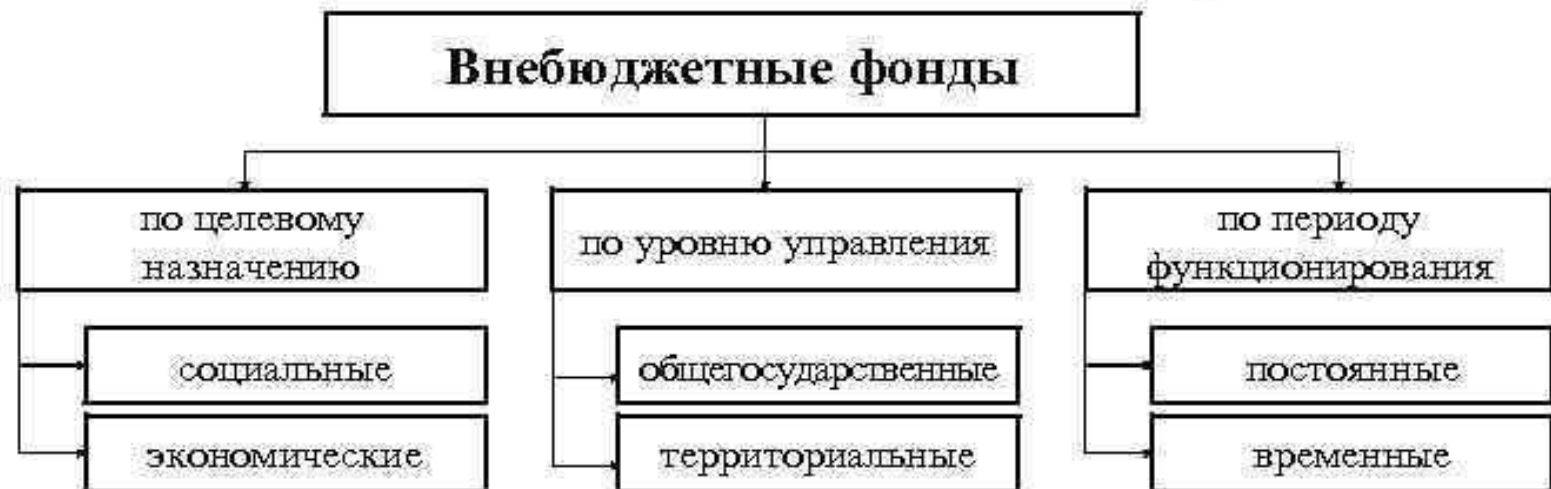 Внебюджетные фонды
по целевому
назначению
по уровню управления
по периоду
функционирования
социальные
общегосударственные
постоянные
экономические
территориальные
временные